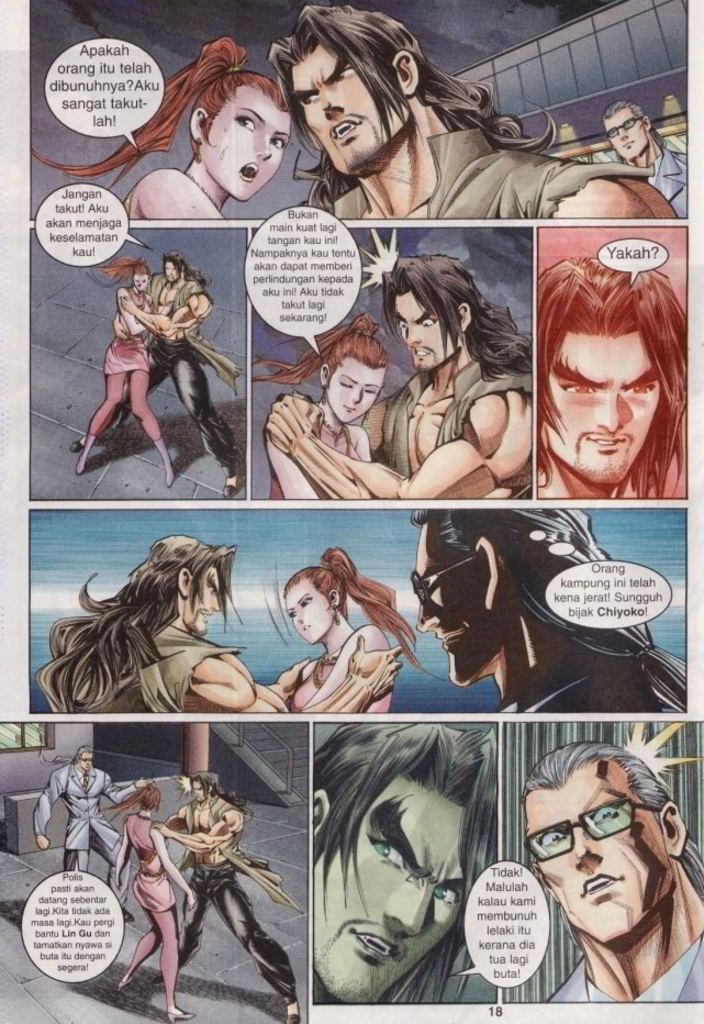 Apakah
orang itu telah
dibunuhnya?Aku
sangat takut-
lah!
Jangan
takut! Aku
akan menjaga
keselamatan
kau!
Bukan
main kuat lagi
tangan kau ini!
Nampaknya kau tentu
akan dapat memberi
perlindungan kepada
aku ini! Aku tidak
takut lagi
sekarang!
Yakah?
Orang
kampung ini telah
kena jerat! Sungguh
bijak Chiyoko!
Polis
pasti akan
datang sebentar
lagi.Kita tidak ada
masa lagi.Kau pergi
bantu Lin Gu dan
tamatkan nyawa si
buta itu dengan
segera!
Tidak!
Malulah
kalau kami
membunuh
lelaki itu
kerana dia
tua lagi
buta!
18